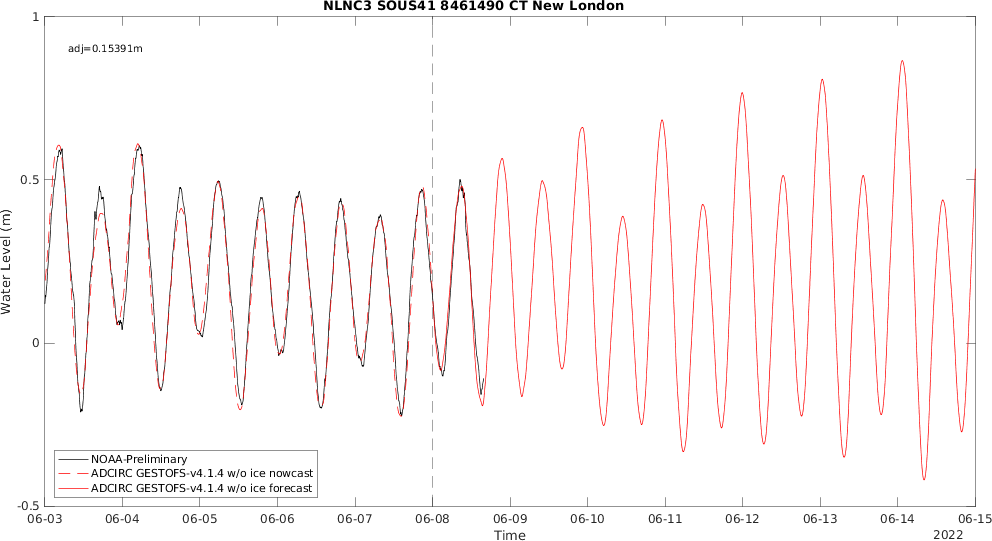 NLNC3 SOUS41 8461490 CT New London
adj=0.15391m
1
0.5
0
-0.5
Water Level (m)
NOAA-Preliminary
ADCIRC GESTOFS-v4.1.4 w/o ice nowcast
ADCIRC GESTOFS-v4.1.4 w/o ice forecast
06-03 06-04 06-05 06-06 06-07 06-08 06-09 06-10 06-11 06-12 06-13 06-14 06-15
Time
2022